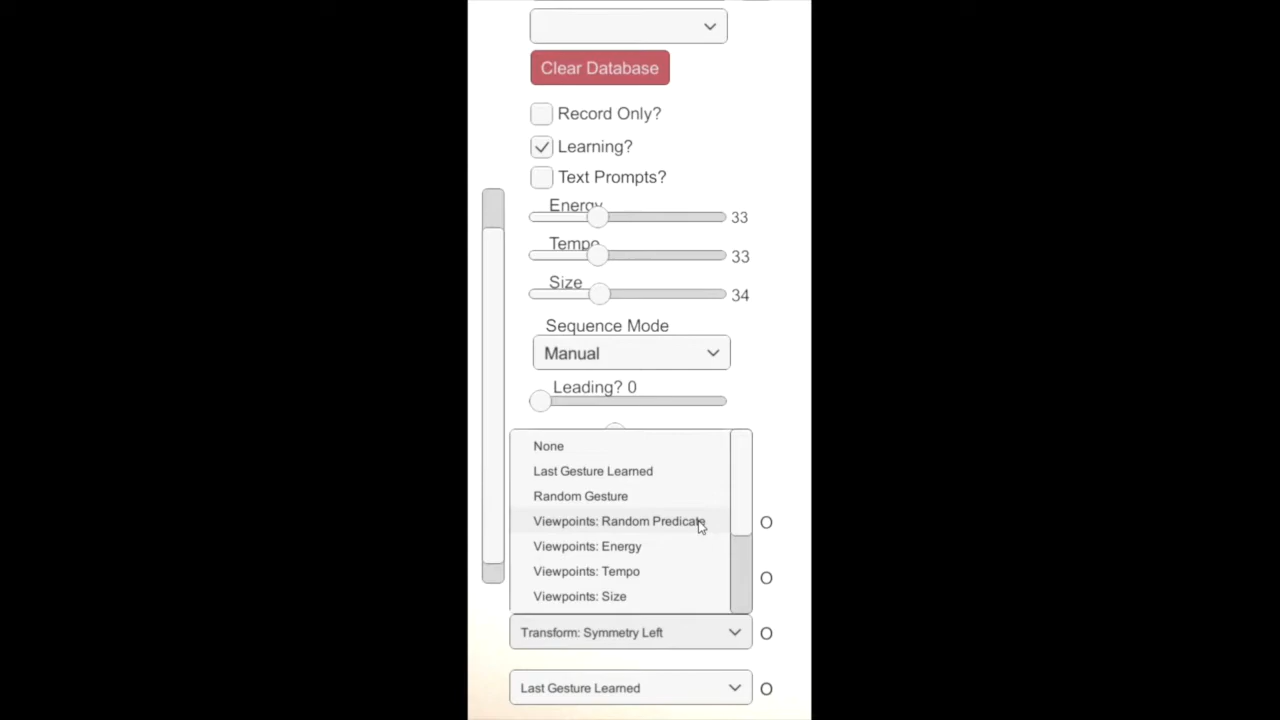 Clear Database
Record Only?
Learning?
Text Prompts?
Energy
33
Tempo
33
Size
34
Sequence Mode
Manual
Leading? 0
None
Last Gesture Learned
Random Gesture
Viewpoints: Random Predicate O
Viewpoints: Energy
Viewpoints: Tempo O
Viewpoints: Size
Transform: Symmetry Left O
Last Gesture Learned O